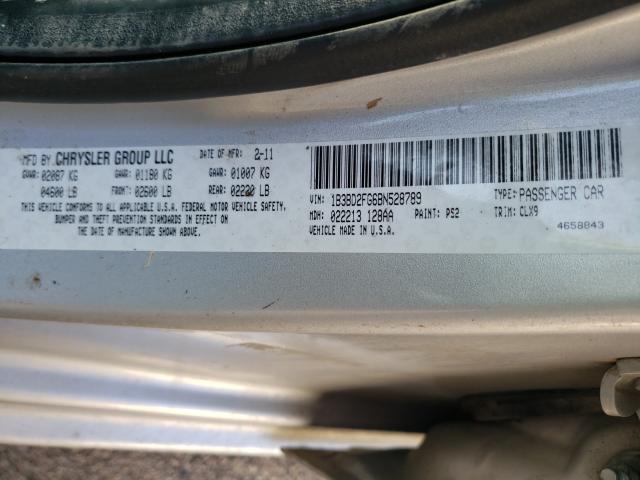 MFD BY CHRYSLER GROUP LLC DATE OF MFR: 2-11
GVWR: 02087 KG GAWR: 01180 KG GAWR: 01007 KG
04600 LB FRONT: 02600 LB REAR: 02220 LB
THIS VEHICLE CONFORMS TO ALL APPLICABLE U.S.A. FEDERAL MOTOR VEHICLE SAFETY,
BUMPER AND THEFT PREVENTION STANDARDS IN EFFECT ON
THE DATE OF MANUFACTURE SHOWN ABOVE.
VIN: 1B3BD2FG6BN528789 TYPE: PASSENGER CAR
MDH: 022213 128AA PAINT: PS2 TRIM: CLX9
VEHICLE MADE IN U.S.A. 4658843